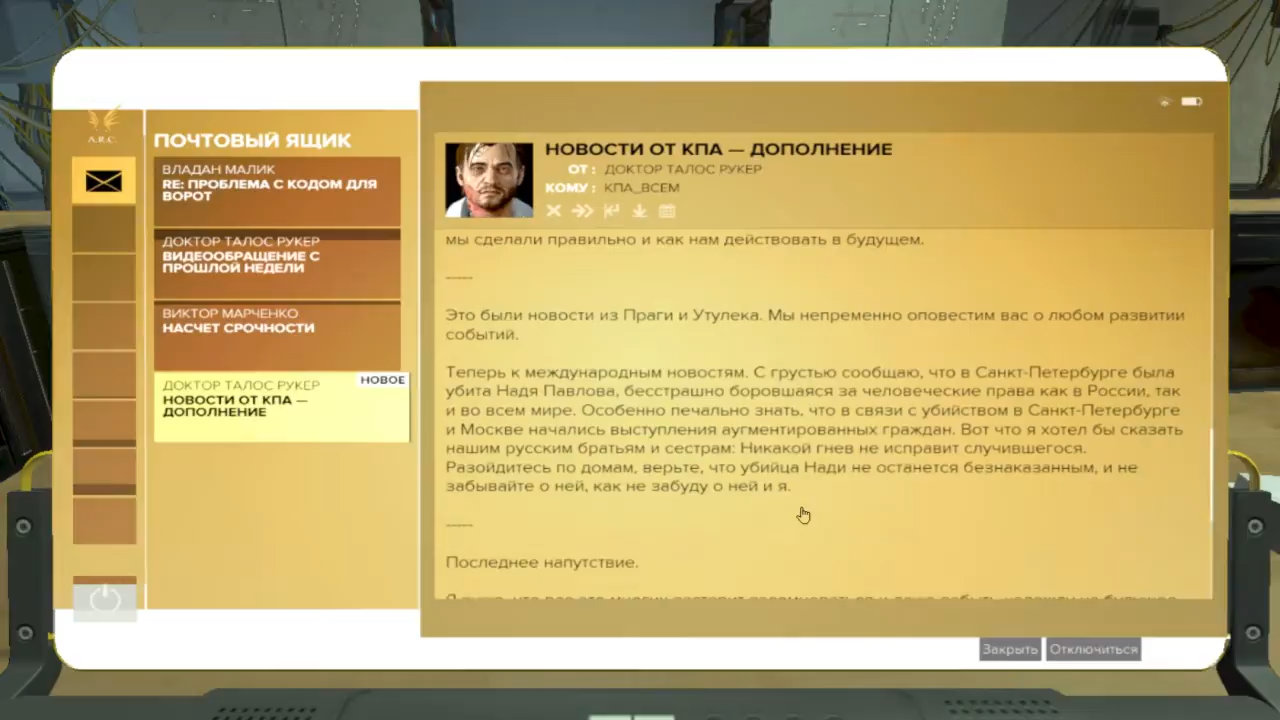 A.R.C.
ПОЧТОВЫЙ ЯЩИК
ВЛАДАН МАЛИК
RE: ПРОБЛЕМА С КОДОМ ДЛЯ
ВОРОТ
ДОКТОР ТАЛОС РУКЕР
ВИДЕООБРАЩЕНИЕ С
ПРОШЛОЙ НЕДЕЛИ
ВИКТОР МАРЧЕНКО
НАСЧЕТ СРОЧНОСТИ
ДОКТОР ТАЛОС РУКЕР
НОВОЕ
НОВОСТИ ОТ КПА —
ДОПОЛНЕНИЕ
НОВОСТИ ОТ КПА — ДОПОЛНЕНИЕ
ОТ : ДОКТОР ТАЛОС РУКЕР
КОМУ : КПА_ВСЕМ
мы сделали правильно и как нам действовать в будущем.
-----
Это были новости из Праги и Утулека. Мы непременно оповестим вас о любом развитии
событий.
Теперь к международным новостям. С грустью сообщаю, что в Санкт-Петербурге была
убита Надя Павлова, бесстрашно боровшаяся за человеческие права как в России, так
и во всем мире. Особенно печально знать, что в связи с убийством в Санкт-Петербурге
и Москве начались выступления аугментированных граждан. Вот что я хотел бы сказать
нашим русским братьям и сестрам: Никакой гнев не исправит случившегося.
Разойдитесь по домам, верьте, что убийца Нади не останется безнаказанным, и не
забывайте о ней, как не забуду о ней и я.
-----
Последнее напутствие.
Закрыть
Отключиться